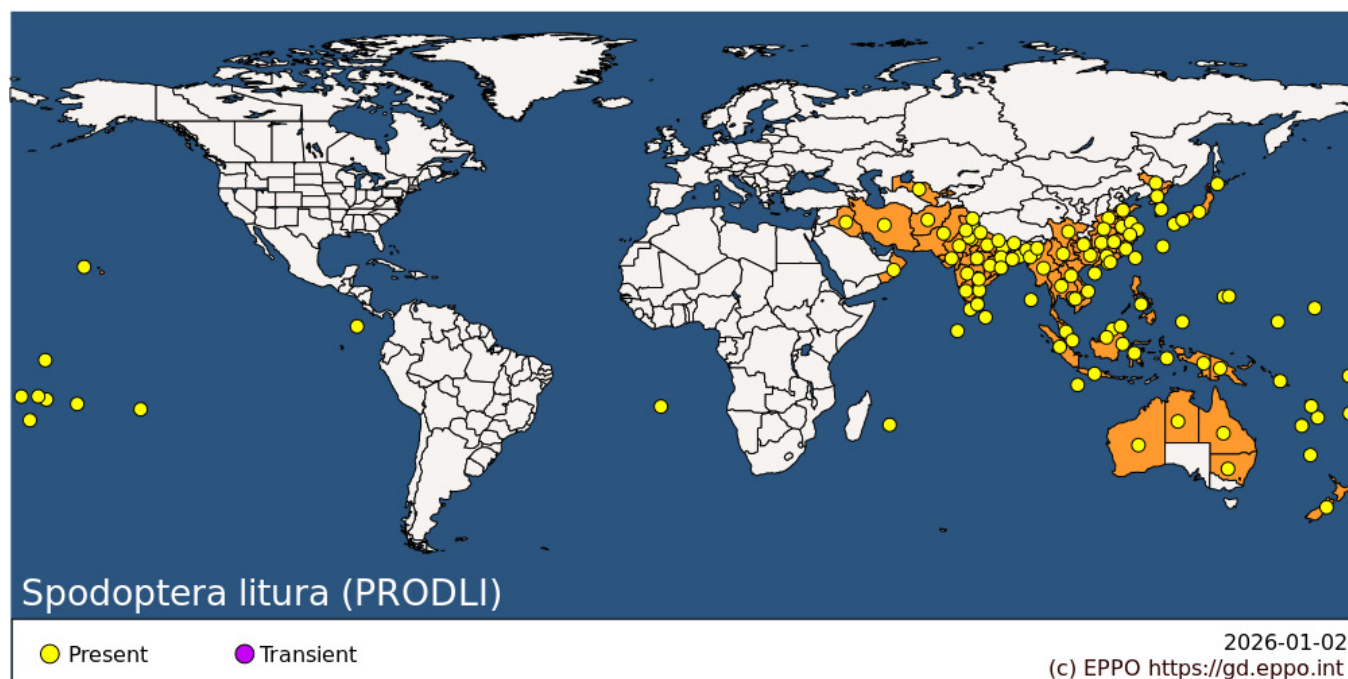 Spodoptera litura (PRODLI)
Present
Transient
2026-01-02
(c) EPPO https://gd.eppo.int